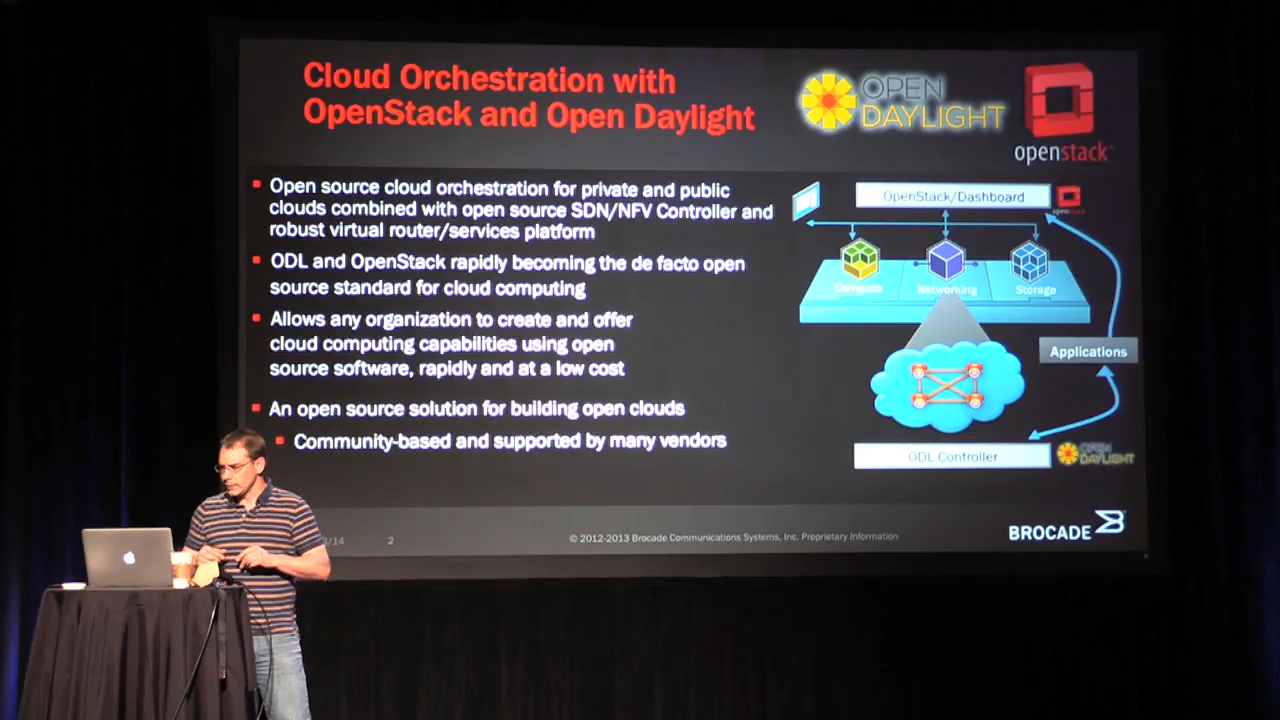 Cloud Orchestration with
OpenStack and Open Daylight
OPEN
DAYLIGHT
openstack
Open source cloud orchestration for private and public
clouds combined with open source SDN/NFV Controller and
robust virtual router/services platform
ODL and OpenStack rapidly becoming the de facto open
source standard for cloud computing
Allows any organization to create and offer
cloud computing capabilities using open
source software, rapidly and at a low cost
An open source solution for building open clouds
Community-based and supported by many vendors
OpenStack/Dashboard
openstack
Compute
Networking
Storage
Applications
ODL Controller
OPEN
DAYLIGHT
/14
2
© 2012-2013 Brocade Communications Systems, Inc. Proprietary Information
BROCADE